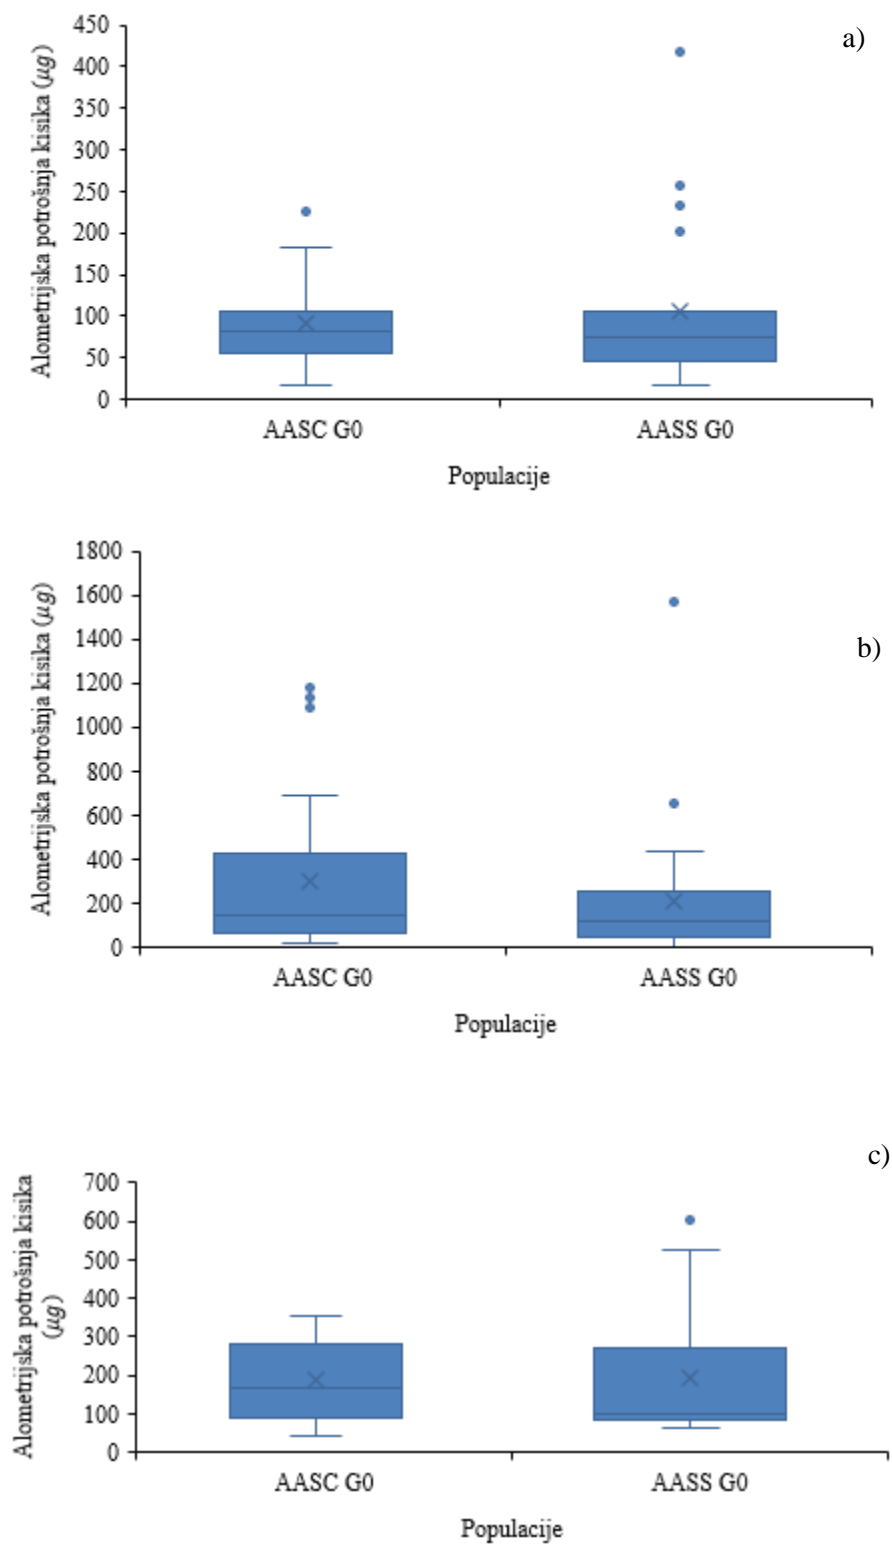 a)
Alometrijska potrošnja kisika (μg)
450
400
350
300
250
200
150
100
50
0
AASC G0 AASS G0
Populacije
b)
Alometrijska potrošnja kisika (μg)
1800
1600
1400
1200
1000
800
600
400
200
0
AASC G0 AASS G0
Populacije
c)
Alometrijska potrošnja kisika
(μg)
700
600
500
400
300
200
100
0
AASC G0 AASS G0
Populacije